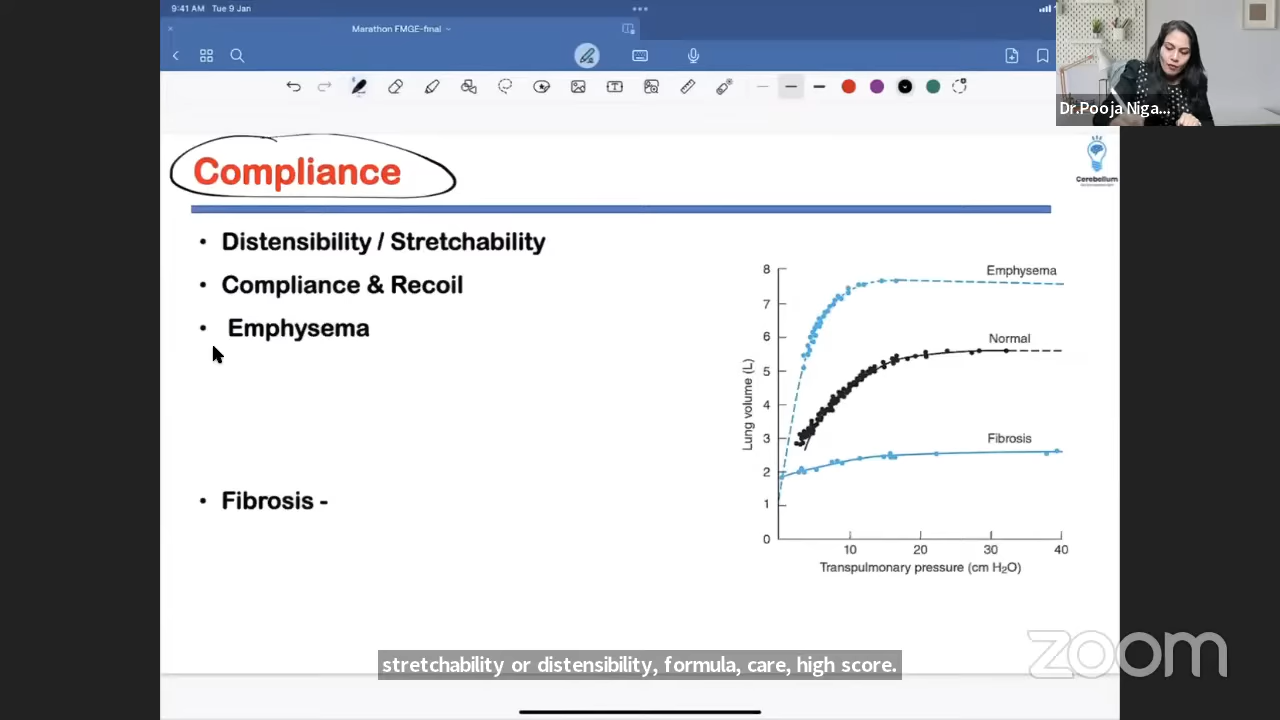 9:41 AM Tue 9 Jan
Marathon FMGE-final
Dr.Pooja Niga...
Compliance
Cerebellum
• Distensibility / Stretchability
• Compliance & Recoil
• Emphysema
• Fibrosis -
8
7
6
5
4
3
2
1
0
Lung volume (L)
Emphysema
Normal
Fibrosis
10 20 30 40
Transpulmonary pressure (cm H₂O)
stretchability or distensibility, formula, care, high score.
zoom